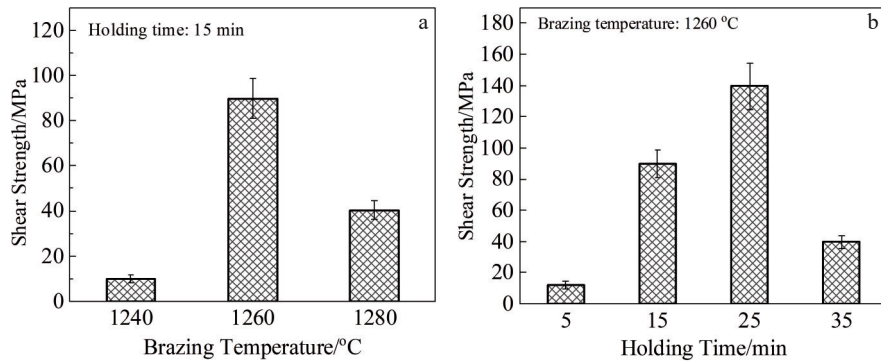 a
Holding time: 15 min
120
100
80
60
40
20
0
Shear Strength/MPa
1240 1260 1280
Brazing Temperature/°C
b
Brazing temperature: 1260 °C
180
160
140
120
100
80
60
40
20
0
Shear Strength/MPa
5 15 25 35
Holding Time/min